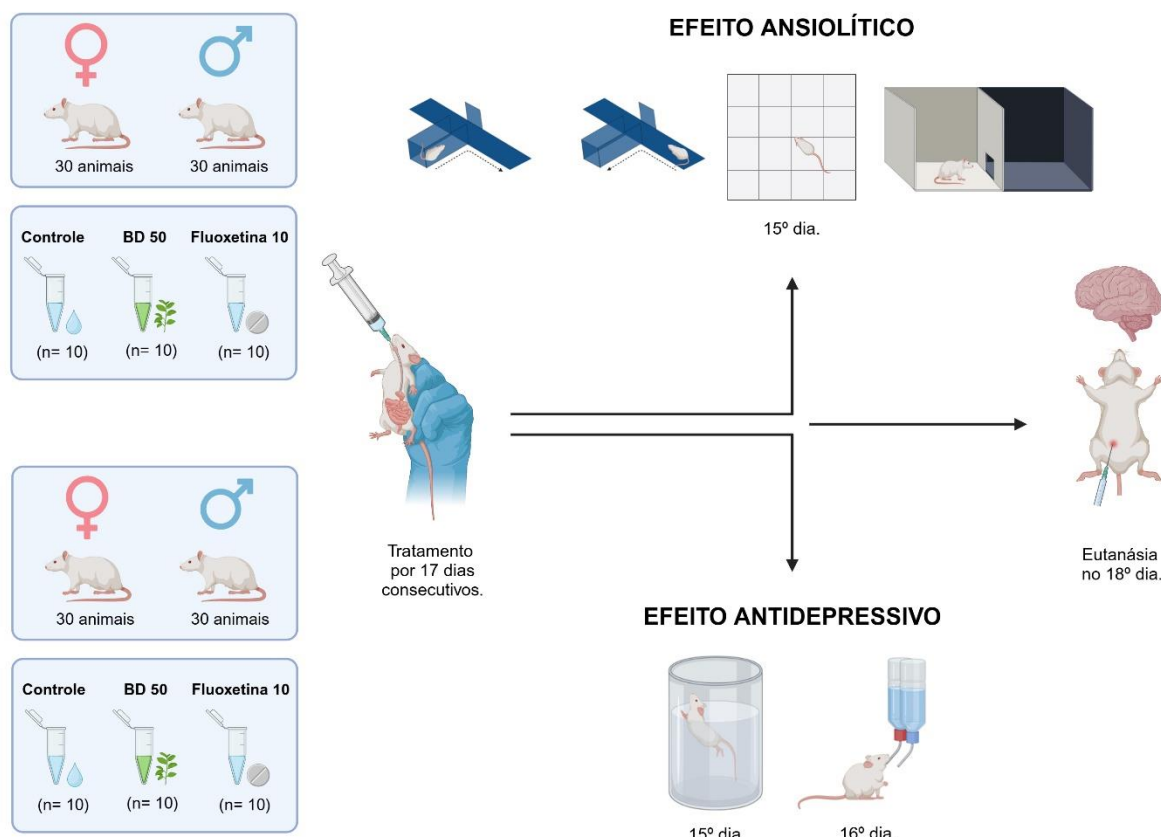 EFEITO ANSIOLÍTICO
30 animais
30 animais
Controle
BD 50
Fluoxetina 10
(n= 10)
(n= 10)
(n= 10)
15º dia.
Tratamento
por 17 dias
consecutivos.
Eutanásia
no 18º dia.
30 animais
30 animais
EFEITO ANTIDEPRESSIVO
Controle
BD 50
Fluoxetina 10
(n= 10)
(n= 10)
(n= 10)
15º dia
16º dia